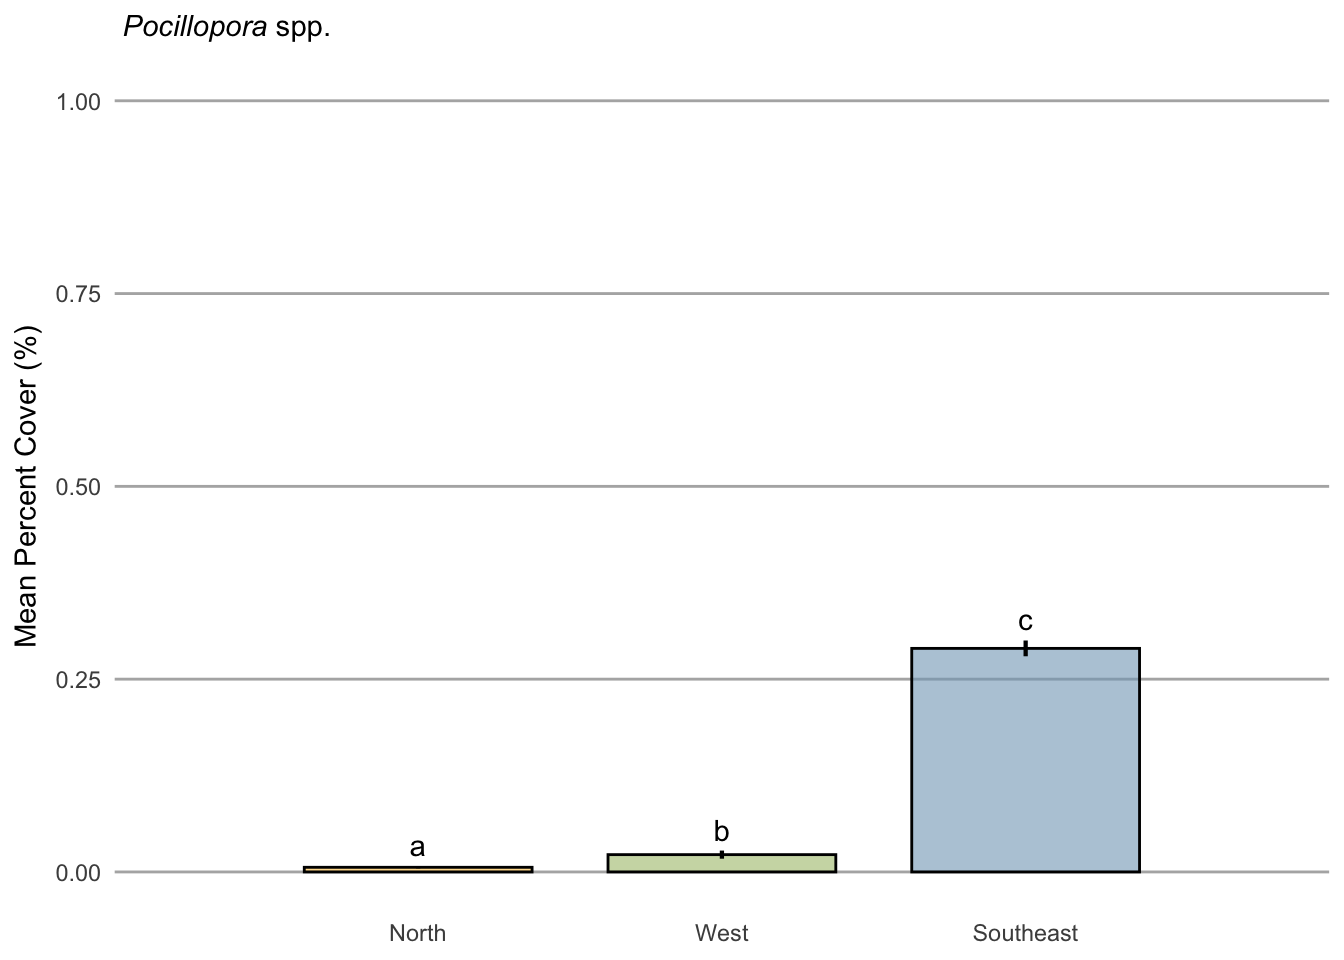 Pocillopora spp.
Mean Percent Cover (%)
1.00
0.75
0.50
0.25
0.00
c
b
a
North West Southeast